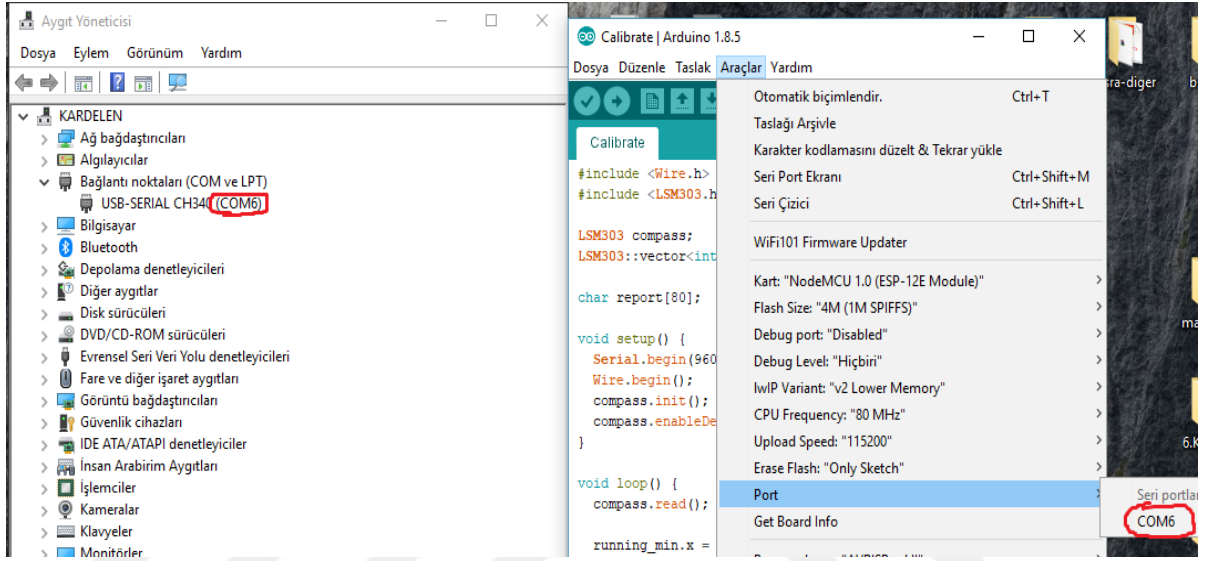 Aygıt Yöneticisi
Dosya Eylem Görünüm Yardım
KARDELEN
Ağ bağdaştırıcıları
Algılayıcılar
Bağlantı noktaları (COM ve LPT)
USB-SERIAL CH340 (COM6)
Bilgisayar
Bluetooth
Depolama denetleyicileri
Diğer aygıtlar
Disk sürücüleri
DVD/CD-ROM sürücüleri
Evrensel Seri Veri Yolu denetleyicileri
Fare ve diğer işaret aygıtları
Görüntü bağdaştırıcıları
Güvenlik cihazları
IDE ATA/ATAPI denetleyiciler
İnsan Arabirim Aygıtları
İşlemciler
Kameralar
Klavyeler
Monitörler
Calibrate | Arduino 1.8.5
Dosya Düzenle Taslak Araçlar Yardım
Calibrate
#include <Wire.h>
#include <LSM303.h
LSM303 compass;
LSM303::vector<int
char report[80];
void setup() {
Serial.begin(960
Wire.begin();
compass.init();
compass.enableDe
}
void loop() {
compass.read();
running_min.x =
Otomatik biçimlendir. Ctrl+T
Taslağı Arşivle
Karakter kodlamasını düzelt & Tekrar yükle
Seri Port Ekranı Ctrl+Shift+M
Seri Çizici Ctrl+Shift+L
WiFi101 Firmware Updater
Kart: "NodeMCU 1.0 (ESP-12E Module)"
Flash Size: "4M (1M SPIFFS)"
Debug port: "Disabled"
Debug Level: "Hiçbiri"
IwIP Variant: "v2 Lower Memory"
CPU Frequency: "80 MHz"
Upload Speed: "115200"
Erase Flash: "Only Sketch"
Port
Get Board Info
Seri portla
COM6
sra-diger